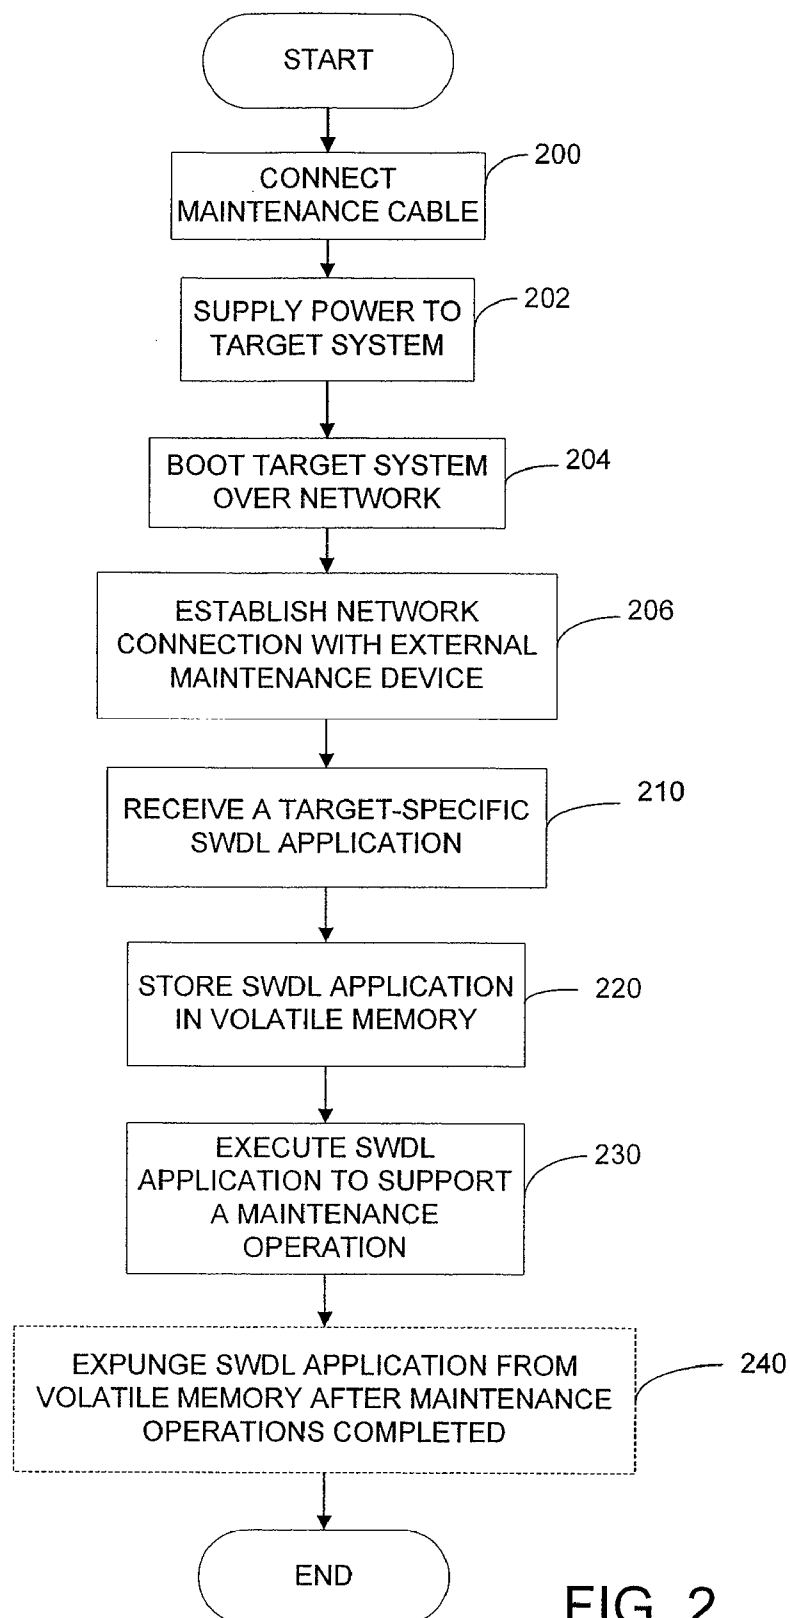 START
CONNECT
MAINTENANCE CABLE
200
SUPPLY POWER TO
TARGET SYSTEM
202
BOOT TARGET SYSTEM
OVER NETWORK
204
ESTABLISH NETWORK
CONNECTION WITH EXTERNAL
MAINTENANCE DEVICE
206
RECEIVE A TARGET-SPECIFIC
SWDL APPLICATION
210
STORE SWDL APPLICATION
IN VOLATILE MEMORY
220
EXECUTE SWDL
APPLICATION TO SUPPORT
A MAINTENANCE
OPERATION
230
EXPUNGE SWDL APPLICATION FROM
VOLATILE MEMORY AFTER MAINTENANCE
OPERATIONS COMPLETED
240
END
FIG. 2